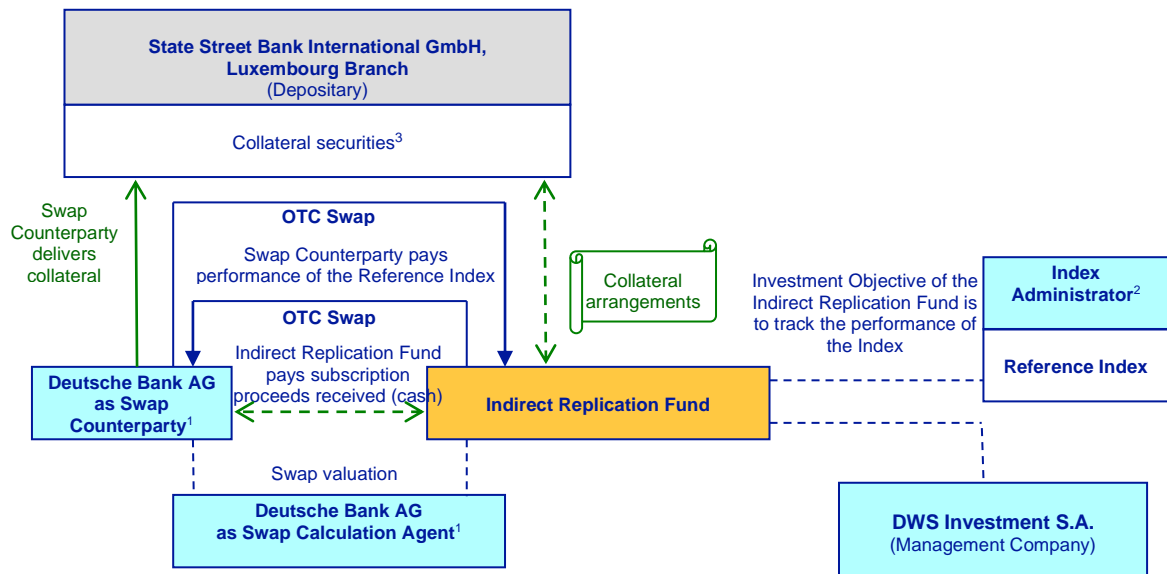 State Street Bank International GmbH,
Luxembourg Branch
(Depositary)
Collateral securities³
Swap
Counterparty
delivers
collateral
OTC Swap
Swap Counterparty pays
performance of the Reference Index
OTC Swap
Indirect Replication Fund
pays subscription
proceeds received (cash)
Collateral
arrangements
Investment Objective of the
Indirect Replication Fund is
to track the performance of
the Index
Index
Administrator²
Reference Index
Deutsche Bank AG
as Swap
Counterparty¹
Indirect Replication Fund
Swap valuation
Deutsche Bank AG
as Swap Calculation Agent¹
DWS Investment S.A.
(Management Company)